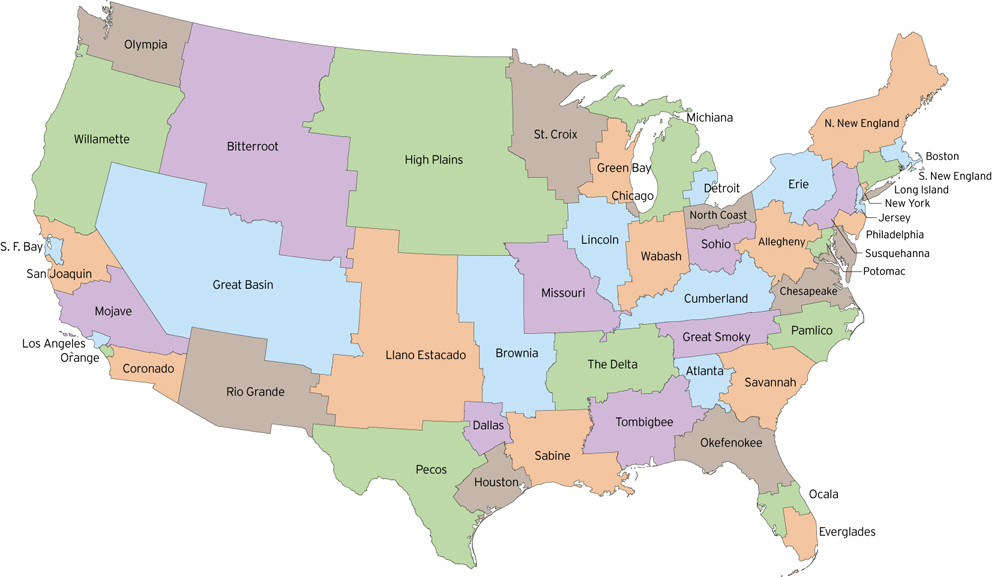 Olympia
Willamette
Bitterroot
High Plains
St. Croix
Michiana
N. New England
Boston
S. New England
Long Island
New York
Jersey
Philadelphia
Susquehanna
Potomac
Green Bay
Chicago
Detroit
Erie
North Coast
S. F. Bay
San Joaquin
Great Basin
Lincoln
Wabash
Sohio
Allegheny
Mojave
Missouri
Cumberland
Chesapeake
Los Angeles
Orange
Coronado
Rio Grande
Llano Estacado
Brownia
The Delta
Great Smoky
Pamlico
Atlanta
Savannah
Dallas
Tombigbee
Okefenokee
Pecos
Houston
Sabine
Ocala
Everglades